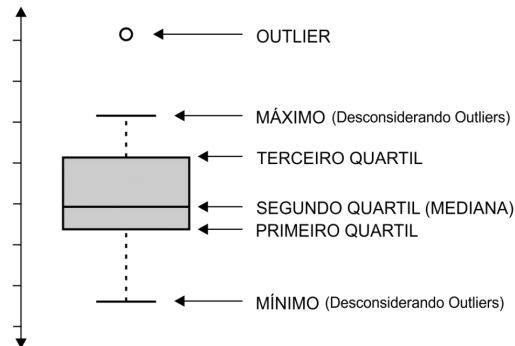 OUTLIER
MÁXIMO (Desconsiderando Outliers)
TERCEIRO QUARTIL
SEGUNDO QUARTIL (MEDIANA)
PRIMEIRO QUARTIL
MÍNIMO (Desconsiderando Outliers)